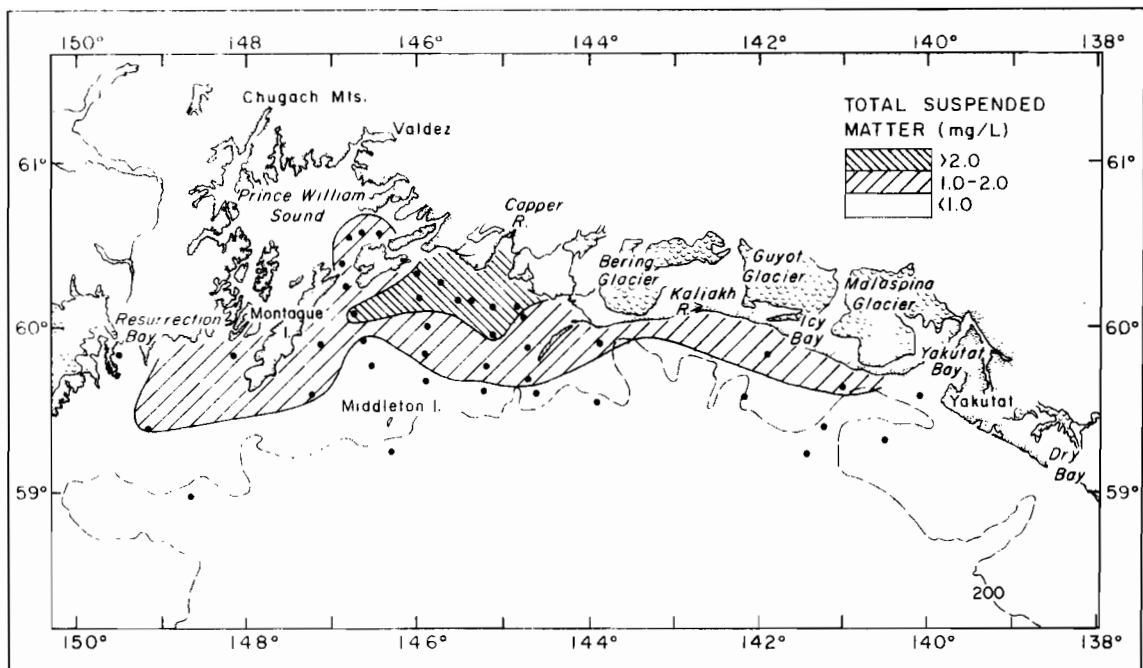 150° 148° 146° 144° 142° 140° 138°
Chugach Mts.
Valdez
TOTAL SUSPENDED
MATTER (mg/L)
>2.0
1.0-2.0
<1.0
61° 61°
Prince William
Sound
Copper
R.
Bering
Glacier
Guyot
Glacier
Malaspina
Glacier
Kaliakh
R.
Icy
Bay
60° 60°
Resurrection
Bay
Montague
I.
Yakutat
Bay
Middleton I.
Yakutat
Dry
Bay
59° 59°
200
150° 148° 146° 144° 142° 140° 138°